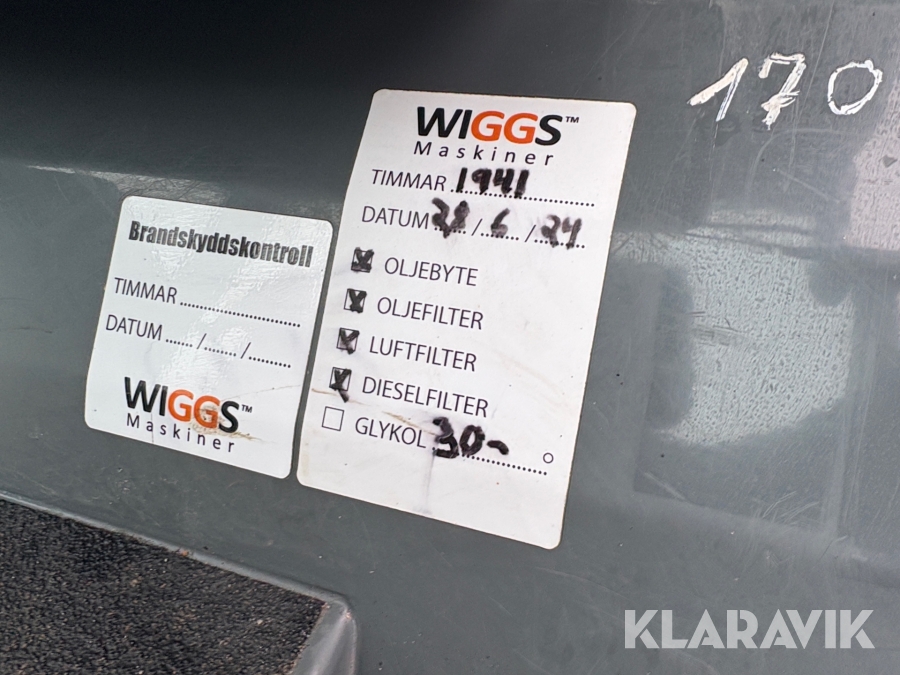 170
WIGGS™
Maskiner
TIMMAR 1941
DATUM 28/6/24
OLJEBYTE
OLJEFILTER
LUFTFILTER
DIESELFILTER
GLYKOL 30- °
Brandskyddskontroll
TIMMAR..........................
DATUM ....../......./.........
WIGGS™
Maskiner
KLARAVIK